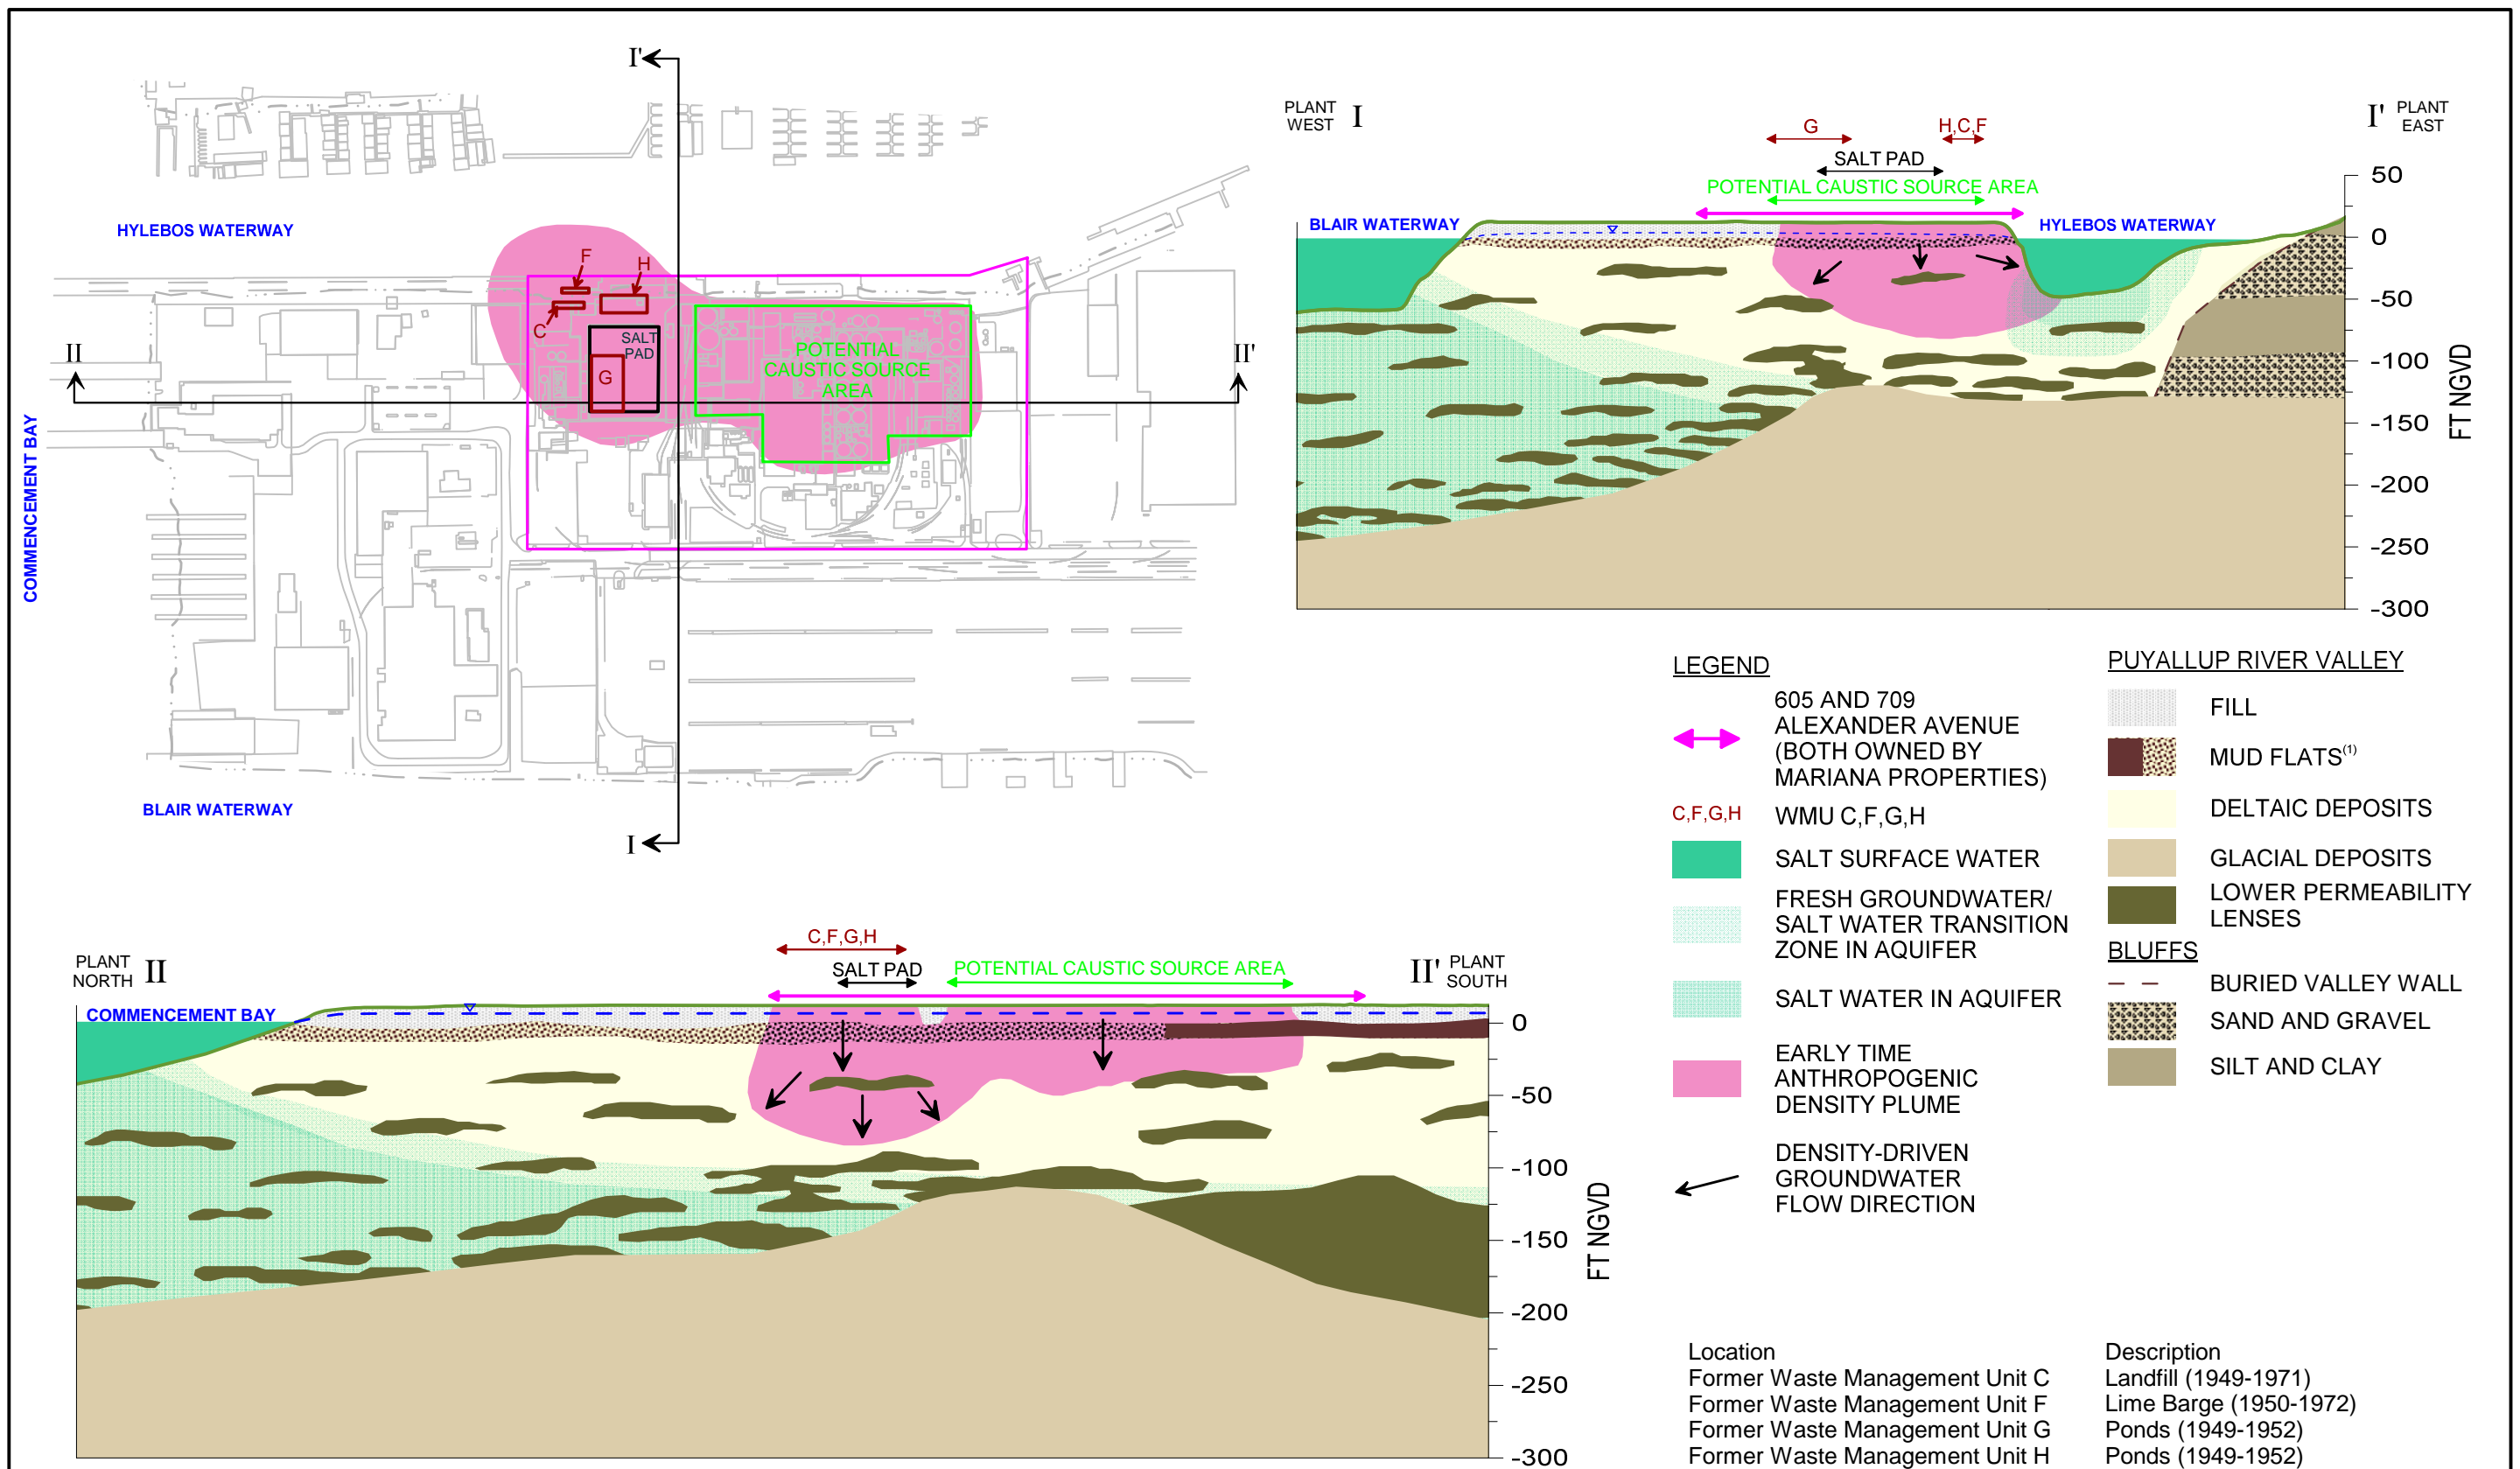 I'
HYLEBOS WATERWAY
F
H
C
SALT
PAD
G
POTENTIAL
CAUSTIC SOURCE
AREA
II
II'
COMMENCEMENT BAY
BLAIR WATERWAY
I
PLANT
WEST
I
I'
PLANT
EAST
G
H,C,F
SALT PAD
POTENTIAL CAUSTIC SOURCE AREA
BLAIR WATERWAY
HYLEBOS WATERWAY
50
0
-50
-100
-150
-200
-250
-300
FT NGVD
LEGEND
605 AND 709
ALEXANDER AVENUE
(BOTH OWNED BY
MARIANA PROPERTIES)
C,F,G,H WMU C,F,G,H
SALT SURFACE WATER
FRESH GROUNDWATER/
SALT WATER TRANSITION
ZONE IN AQUIFER
SALT WATER IN AQUIFER
EARLY TIME
ANTHROPOGENIC
DENSITY PLUME
DENSITY-DRIVEN
GROUNDWATER
FLOW DIRECTION
PUYALLUP RIVER VALLEY
FILL
MUD FLATS(1)
DELTAIC DEPOSITS
GLACIAL DEPOSITS
LOWER PERMEABILITY
LENSES
BLUFFS
BURIED VALLEY WALL
SAND AND GRAVEL
SILT AND CLAY
PLANT
NORTH
II
II'
PLANT
SOUTH
C,F,G,H
SALT PAD
POTENTIAL CAUSTIC SOURCE AREA
COMMENCEMENT BAY
0
-50
-100
-150
-200
-250
-300
FT NGVD
Location Description
Former Waste Management Unit C Landfill (1949-1971)
Former Waste Management Unit F Lime Barge (1950-1972)
Former Waste Management Unit G Ponds (1949-1952)
Former Waste Management Unit H Ponds (1949-1952)